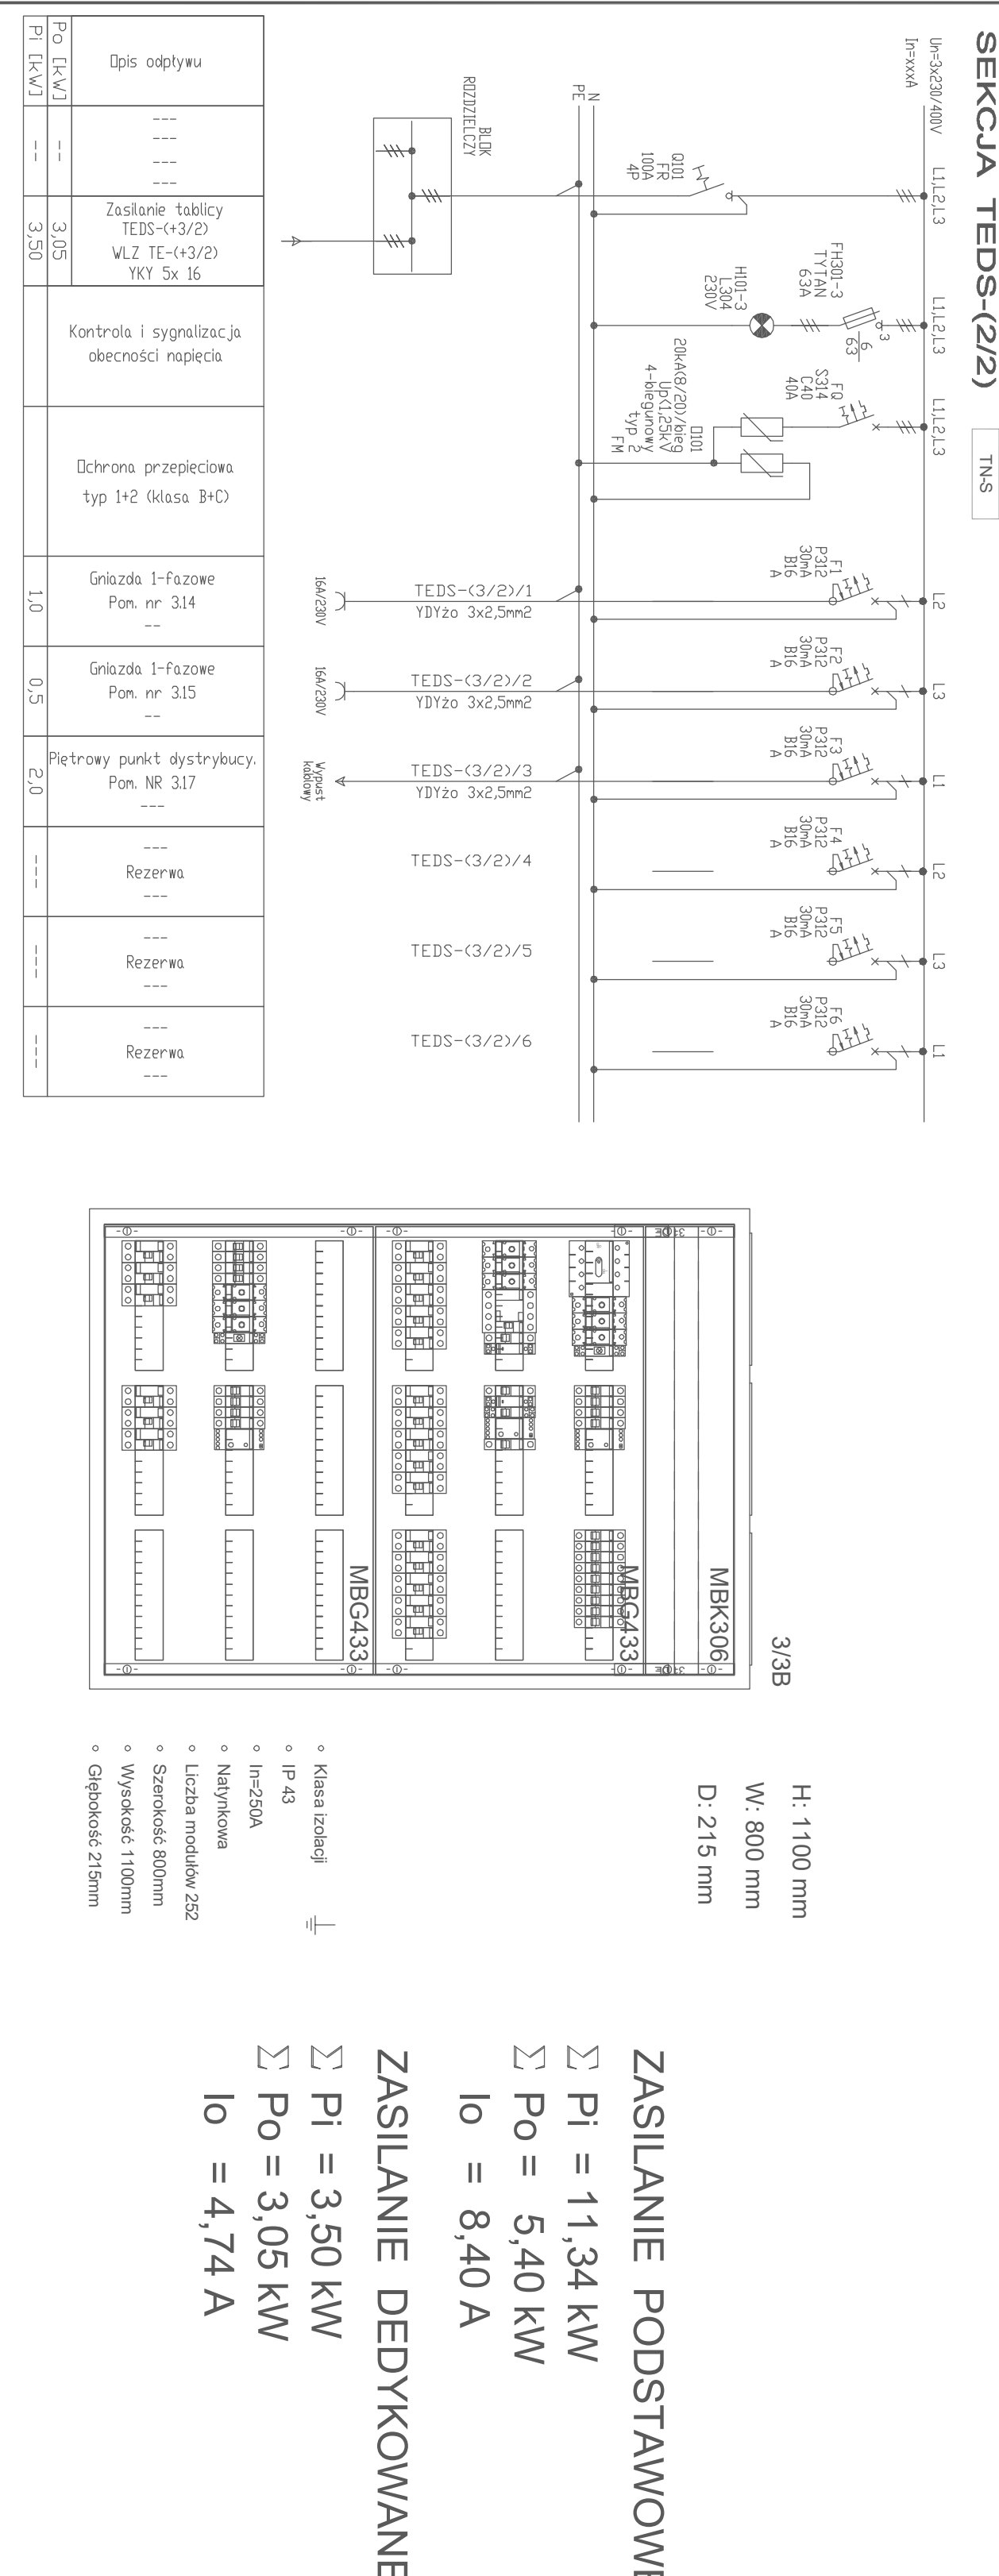 SEKCJA TEDS-(2/2)
TN-S
Un=3x230/400V
In=xxxA
L1,L2,L3
L1,L2,L3
L1,L2,L3
L2
L3
L1
L2
L3
L1
Q101
FR
100A
4P
FH301-3
TYTAN
63A
3
6
63
H101-3
L304
230V
FQ
S314
C40
40A
O101
20kA(8/20)/bieg
Up<1,25kV
4-biegunowy
typ 2
FM
F1
P312
30mA
B16
A
F2
P312
30mA
B16
A
F3
P312
30mA
B16
A
F4
P312
30mA
B16
A
F5
P312
30mA
B16
A
F6
P312
30mA
B16
A
N
PE
BLOK
ROZDZIELCZY
TEDS-(3/2)/1
YDYżo 3x2,5mm2
TEDS-(3/2)/2
YDYżo 3x2,5mm2
TEDS-(3/2)/3
YDYżo 3x2,5mm2
TEDS-(3/2)/4
TEDS-(3/2)/5
TEDS-(3/2)/6
16A/230V
16A/230V
Wypust
kablowy
Opis odpływu
Po [kW]
Pi [kW]
---
---
---
---
--
--
Zasilanie tablicy
TEDS-(+3/2)
WLZ TE-(+3/2)
YKY 5x 16
3,05
3,50
Kontrola i sygnalizacja
obecności napięcia
Ochrona przepięciowa
typ 1+2 (klasa B+C)
Gniazda 1-fazowe
Pom. nr 3.14
--
1,0
Gniazda 1-fazowe
Pom. nr 3.15
--
0,5
Piętrowy punkt dystrybucy.
Pom. NR 3.17
---
2,0
---
Rezerwa
---
---
---
Rezerwa
---
---
---
Rezerwa
---
---
3/3B
MBK306
MBG433
MBG433
H: 1100 mm
W: 800 mm
D: 215 mm
◦ Klasa izolacji
◦ IP 43
◦ In=250A
◦ Natynkowa
◦ Liczba modułów 252
◦ Szerokość 800mm
◦ Wysokość 1100mm
◦ Głębokość 215mm
ZASILANIE PODSTAWOWE
∑ Pi = 11,34 kW
∑ Po = 5,40 kW
Io = 8,40 A
ZASILANIE DEDYKOWANE
∑ Pi = 3,50 kW
∑ Po = 3,05 kW
Io = 4,74 A